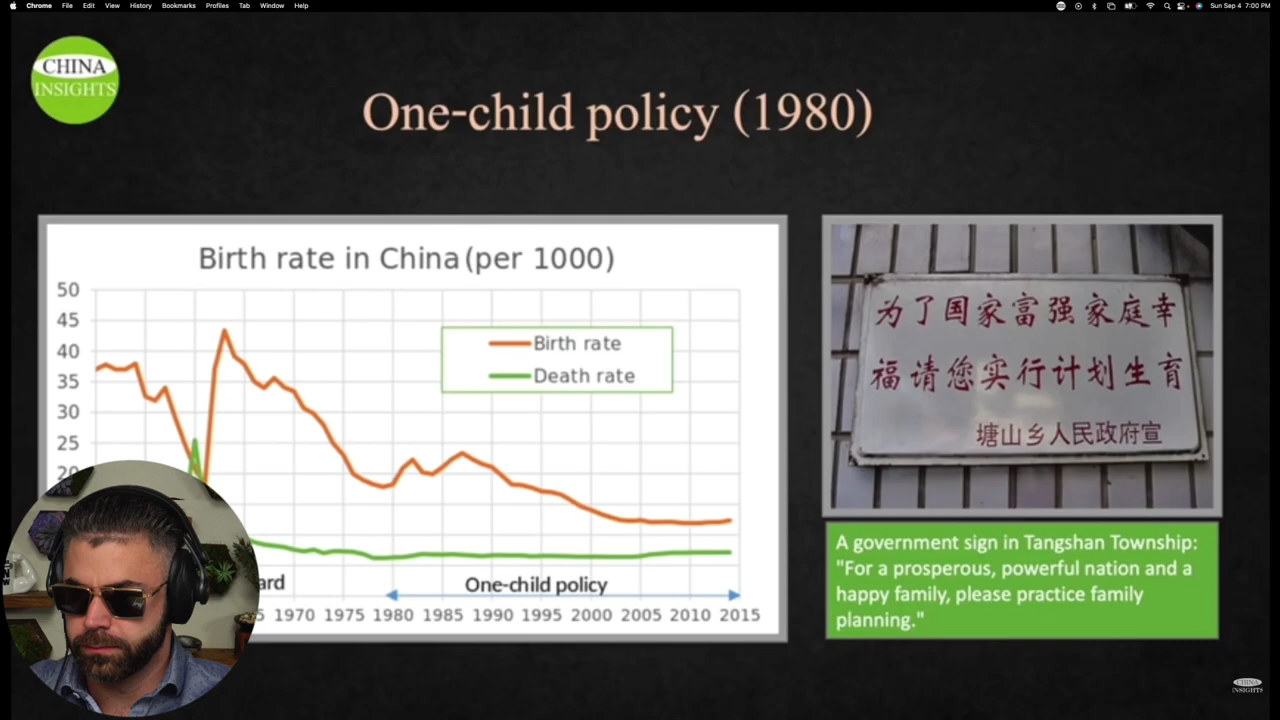 Chrome File Edit View History Bookmarks Profiles Tab Window Help
Sun Sep 4 7:00 PM
CHINA
INSIGHTS
One-child policy (1980)
Birth rate in China (per 1000)
50
45
40
35
30
25
Birth rate
Death rate
One-child policy
1970 1975 1980 1985 1990 1995 2000 2005 2010 2015
为了国家富强家庭幸
福请您实行计划生育
塘山乡人民政府宣
A government sign in Tangshan Township:
"For a prosperous, powerful nation and a
happy family, please practice family
planning."
CHINA
INSIGHTS